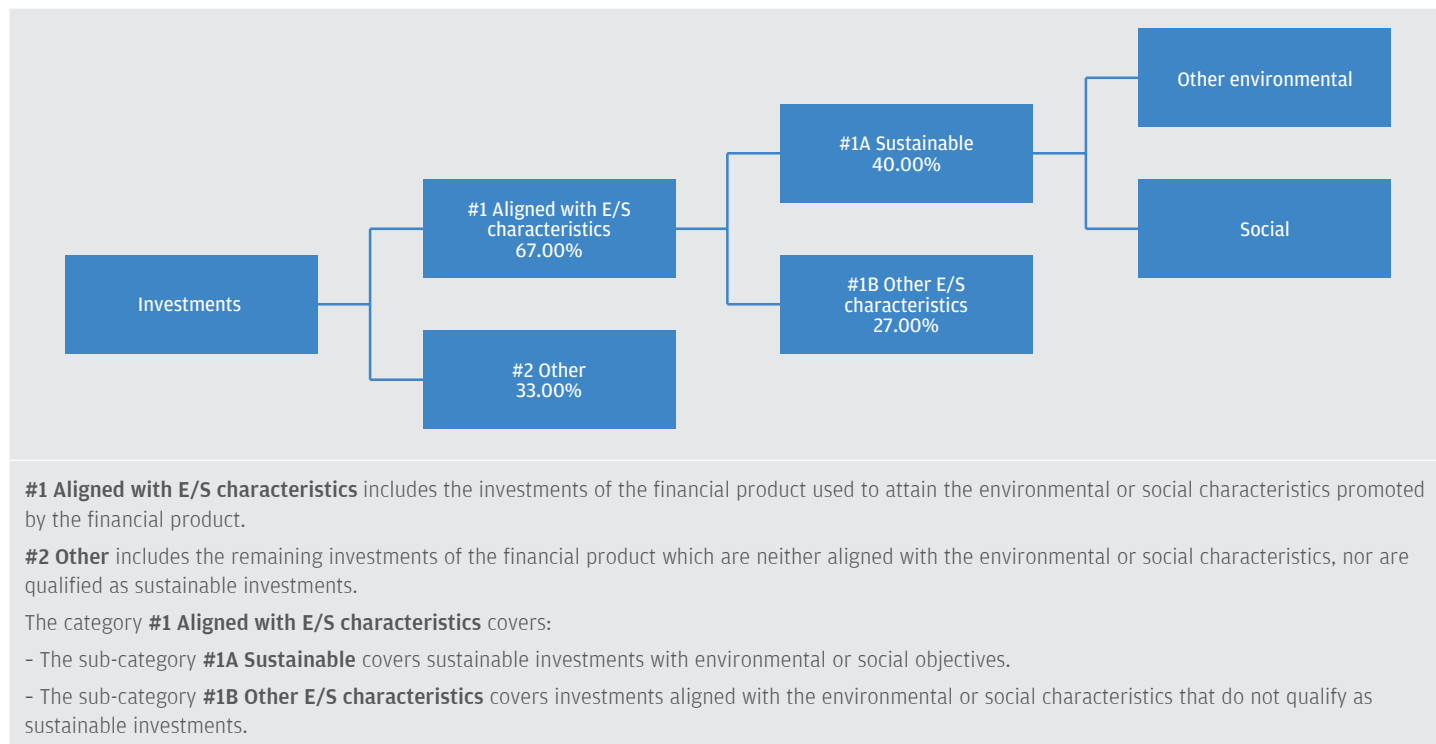 Other environmental
#1A Sustainable
40.00%
#1 Aligned with E/S
characteristics
67.00%
Social
Investments
#1B Other E/S
characteristics
27.00%
#2 Other
33.00%
#1 Aligned with E/S characteristics includes the investments of the financial product used to attain the environmental or social characteristics promoted
by the financial product.
#2 Other includes the remaining investments of the financial product which are neither aligned with the environmental or social characteristics, nor are
qualified as sustainable investments.
The category #1 Aligned with E/S characteristics covers:
– The sub-category #1A Sustainable covers sustainable investments with environmental or social objectives.
– The sub-category #1B Other E/S characteristics covers investments aligned with the environmental or social characteristics that do not qualify as
sustainable investments.